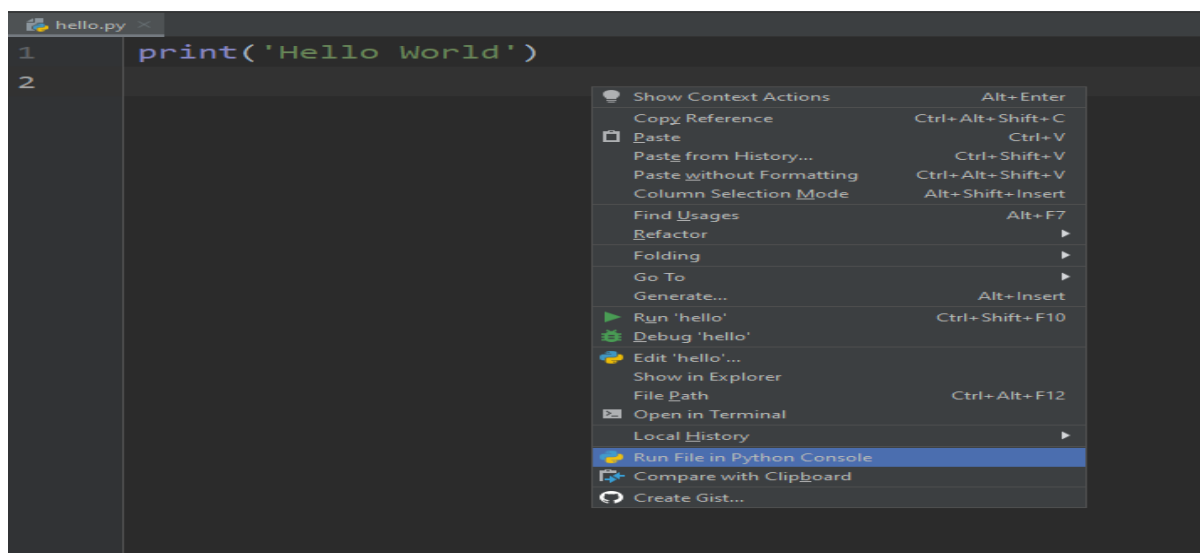 hello.py
1 print('Hello World')
2
Show Context Actions Alt+Enter
Copy Reference Ctrl+Alt+Shift+C
Paste Ctrl+V
Paste from History... Ctrl+Shift+V
Paste without Formatting Ctrl+Alt+Shift+V
Column Selection Mode Alt+Shift+Insert
Find Usages Alt+F7
Refactor
Folding
Go To
Generate... Alt+Insert
Run 'hello' Ctrl+Shift+F10
Debug 'hello'
Edit 'hello'...
Show in Explorer
File Path Ctrl+Alt+F12
Open in Terminal
Local History
Run File in Python Console
Compare with Clipboard
Create Gist...